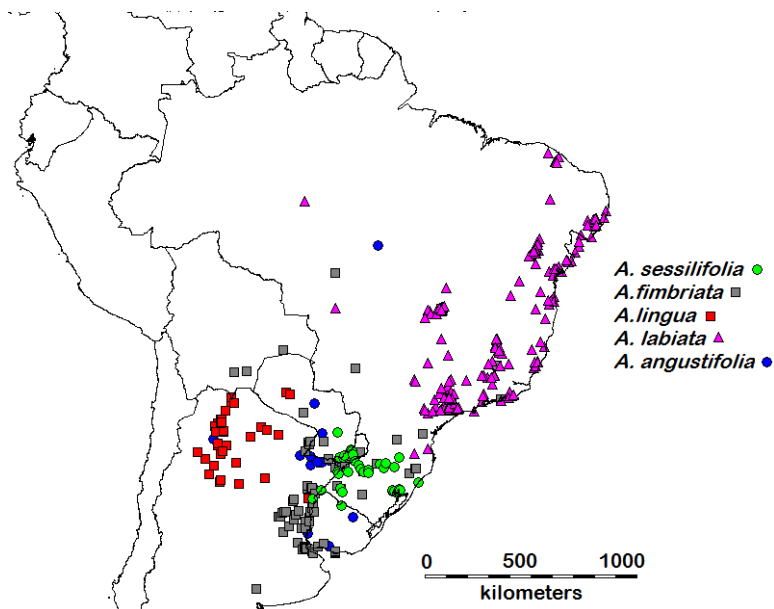 A. sessilifolia
A.fimbriata
A.lingua
A. labiata
A. angustifolia
0 500 1000
kilometers